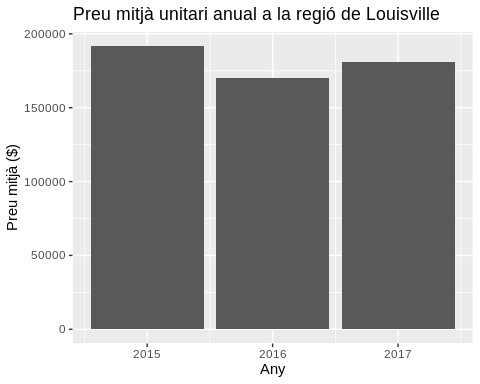 Preu mitjà unitari anual a la regió de Louisville
Preu mitjà ($)
200000
150000
100000
50000
0
2015 2016 2017
Any